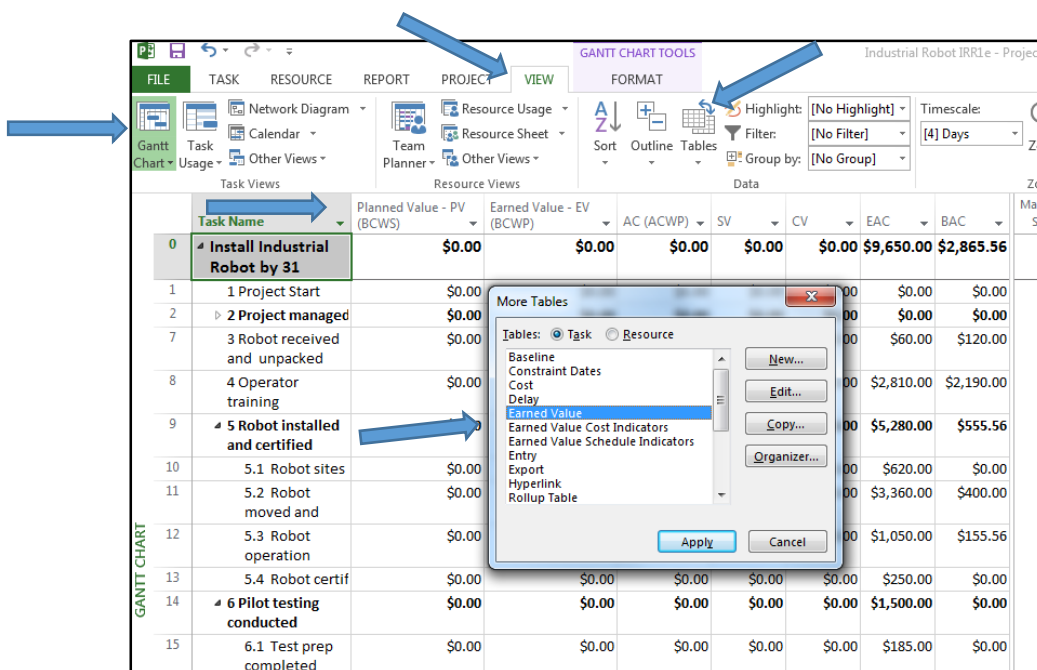 GANTT CHART TOOLS
Industrial Robot IRR1e - Projec
FILE TASK RESOURCE REPORT PROJECT VIEW FORMAT
Gantt Chart
Task Usage
Network Diagram
Calendar
Other Views
Task Views
Team Planner
Resource Usage
Resource Sheet
Other Views
Resource Views
Sort Outline Tables
Highlight: [No Highlight]
Filter: [No Filter]
Group by: [No Group]
Data
Timescale:
[4] Days
Task Name Planned Value - PV (BCWS) Earned Value - EV (BCWP) AC (ACWP) SV CV EAC BAC
0 Install Industrial $0.00 $0.00 $0.00 $0.00 $0.00 $9,650.00 $2,865.56
Robot by 31
1 1 Project Start $0.00 00 $0.00 $0.00
2 2 Project managed $0.00 00 $0.00 $0.00
7 3 Robot received $0.00 00 $60.00 $120.00
and unpacked
8 4 Operator $0.00 00 $2,810.00 $2,190.00
training
9 5 Robot installed 00 $5,280.00 $555.56
and certified
10 5.1 Robot sites $0.00 00 $620.00 $0.00
11 5.2 Robot $0.00 00 $3,360.00 $400.00
moved and
12 5.3 Robot $0.00 00 $1,050.00 $155.56
operation
13 5.4 Robot certif $0.00 $0.00 $0.00 $0.00 $0.00 $250.00 $0.00
14 6 Pilot testing $0.00 $0.00 $0.00 $0.00 $0.00 $1,500.00 $0.00
conducted
15 6.1 Test prep $0.00 $0.00 $0.00 $0.00 $0.00 $185.00 $0.00
completed
GANTT CHART
More Tables
Tables: Task Resource
Baseline
Constraint Dates
Cost
Delay
Earned Value
Earned Value Cost Indicators
Earned Value Schedule Indicators
Entry
Export
Hyperlink
Rollup Table
New...
Edit...
Copy...
Organizer...
Apply Cancel